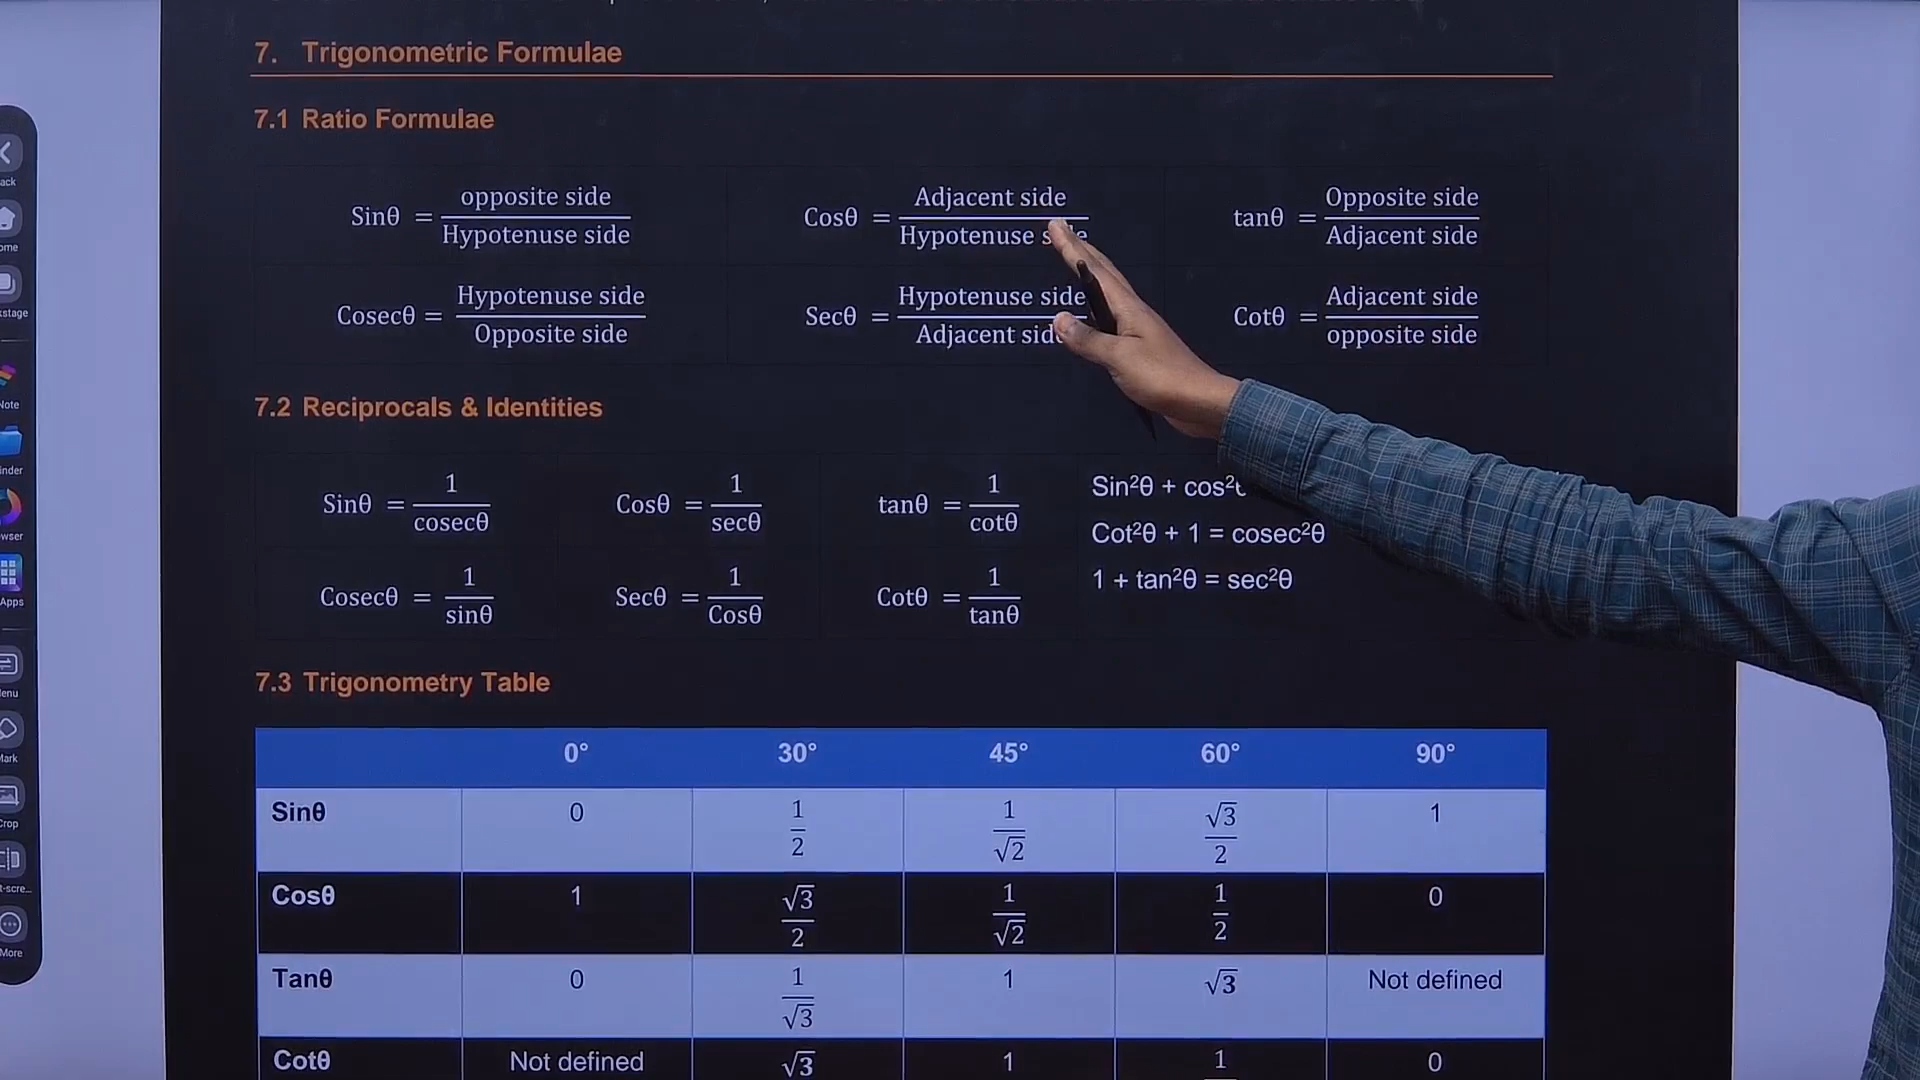 7. Trigonometric Formulae
7.1 Ratio Formulae
Sinθ = opposite side / Hypotenuse side
Cosθ = Adjacent side / Hypotenuse
tanθ = Opposite side / Adjacent side
Cosecθ = Hypotenuse side / Opposite side
Secθ = Hypotenuse side / Adjacent side
Cotθ = Adjacent side / opposite side
7.2 Reciprocals & Identities
Sinθ = 1 / cosecθ
Cosθ = 1 / secθ
tanθ = 1 / cotθ
Cosecθ = 1 / sinθ
Secθ = 1 / Cosθ
Cotθ = 1 / tanθ
Sin²θ + cos²
Cot²θ + 1 = cosec²θ
1 + tan²θ = sec²θ
7.3 Trigonometry Table
0° 30° 45° 60° 90°
Sinθ 0 1/2 1/√2 √3/2 1
Cosθ 1 √3/2 1/√2 1/2 0
Tanθ 0 1/√3 1 √3 Not defined
Cotθ Not defined √3 1 1 0
Note
Apps
Crop
More